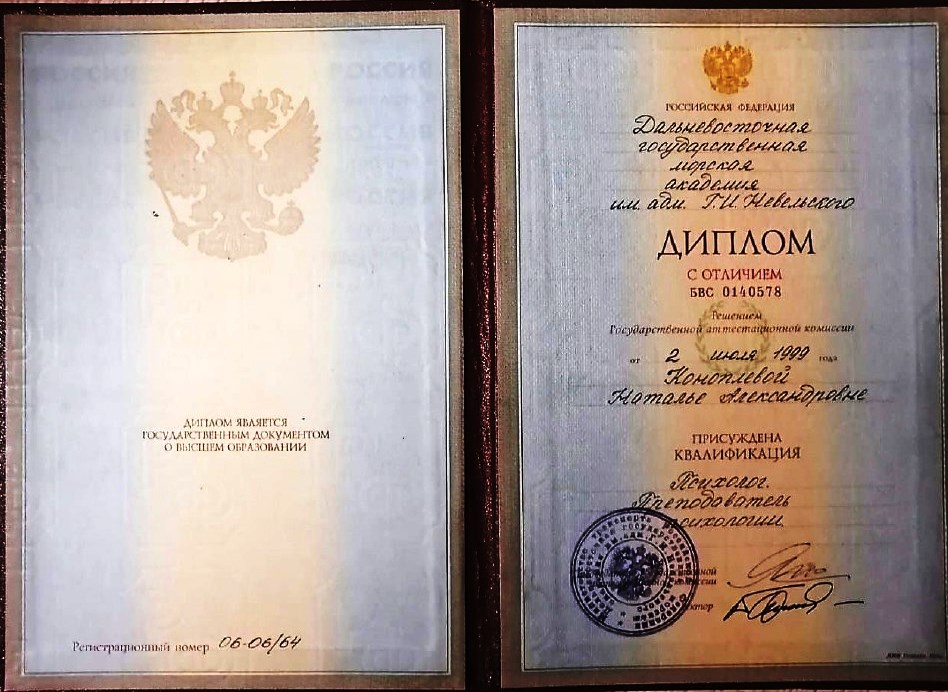 ДИПЛОМ ЯВЛЯЕТСЯ
ГОСУДАРСТВЕННЫМ ДОКУМЕНТОМ
О ВЫСШЕМ ОБРАЗОВАНИИ
Регистрационный номер 06-06/64
РОССИЙСКАЯ ФЕДЕРАЦИЯ
Дальневосточная
государственная
морская
академия
им. адм. Г.И. Невельского
ДИПЛОМ
С ОТЛИЧИЕМ
БВС 0140578
Решением
Государственной аттестационной комиссии
от 2 июля 1999 года
Коноплевой
Наталье Александровне
ПРИСУЖДЕНА
КВАЛИФИКАЦИЯ
Психолог.
Преподаватель
психологии